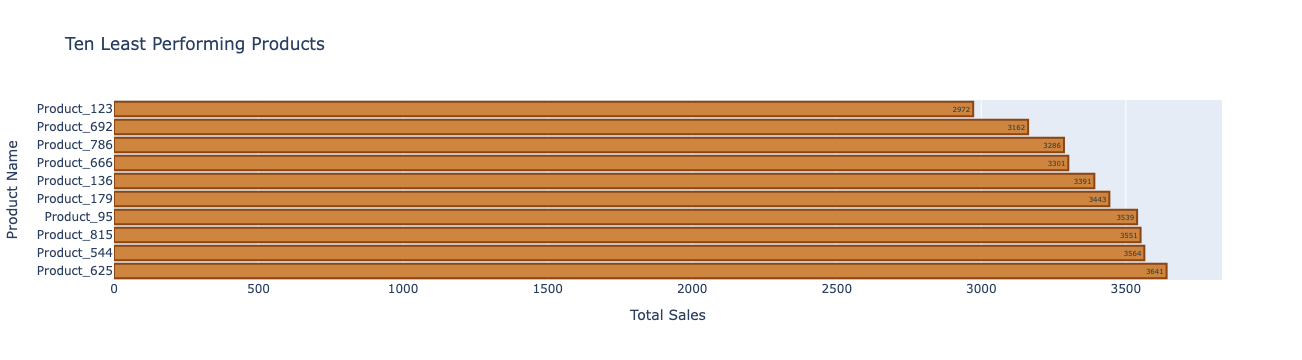 Ten Least Performing Products
Product Name
Product_123 2972
Product_692 3162
Product_786 3286
Product_666 3301
Product_136 3391
Product_179 3443
Product_95 3539
Product_815 3551
Product_544 3564
Product_625 3641
0 500 1000 1500 2000 2500 3000 3500
Total Sales